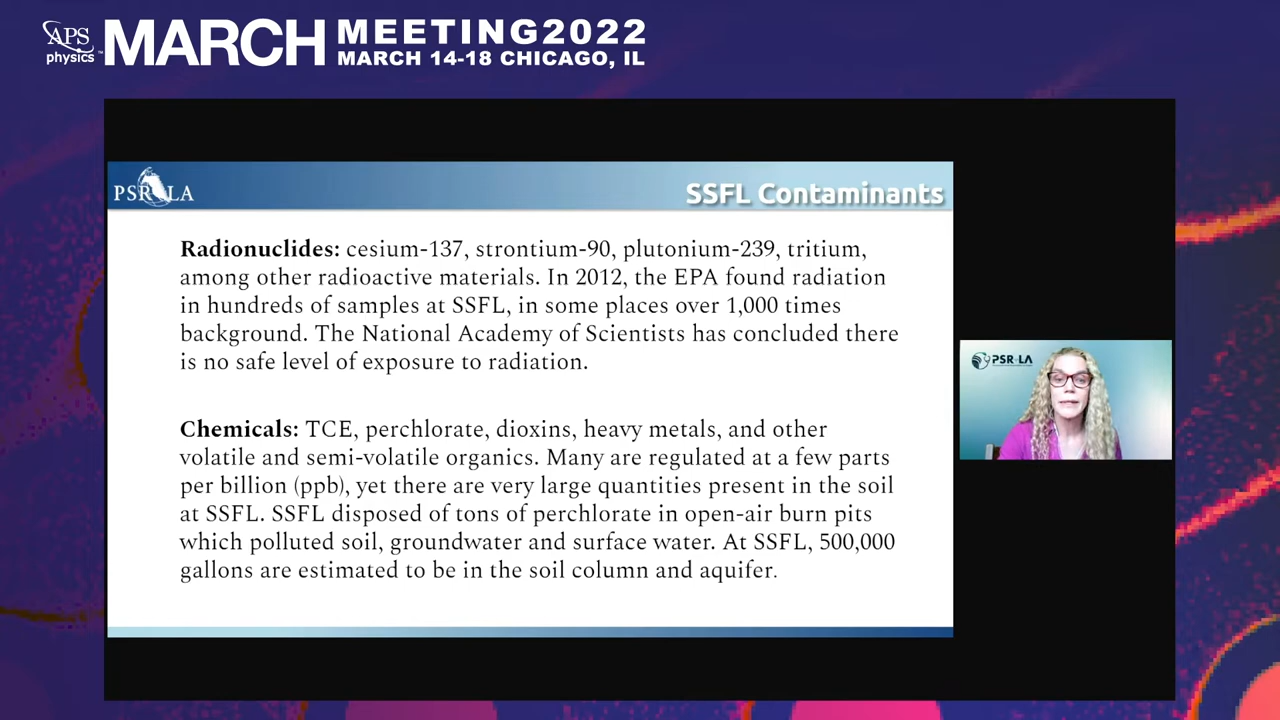 APS
physics
MARCH
MEETING2022
MARCH 14-18 CHICAGO, IL
PSR LA
SSFL Contaminants
Radionuclides: cesium-137, strontium-90, plutonium-239, tritium,
among other radioactive materials. In 2012, the EPA found radiation
in hundreds of samples at SSFL, in some places over 1,000 times
background. The National Academy of Scientists has concluded there
is no safe level of exposure to radiation.
Chemicals: TCE, perchlorate, dioxins, heavy metals, and other
volatile and semi-volatile organics. Many are regulated at a few parts
per billion (ppb), yet there are very large quantities present in the soil
at SSFL. SSFL disposed of tons of perchlorate in open-air burn pits
which polluted soil, groundwater and surface water. At SSFL, 500,000
gallons are estimated to be in the soil column and aquifer.
PSR-LA